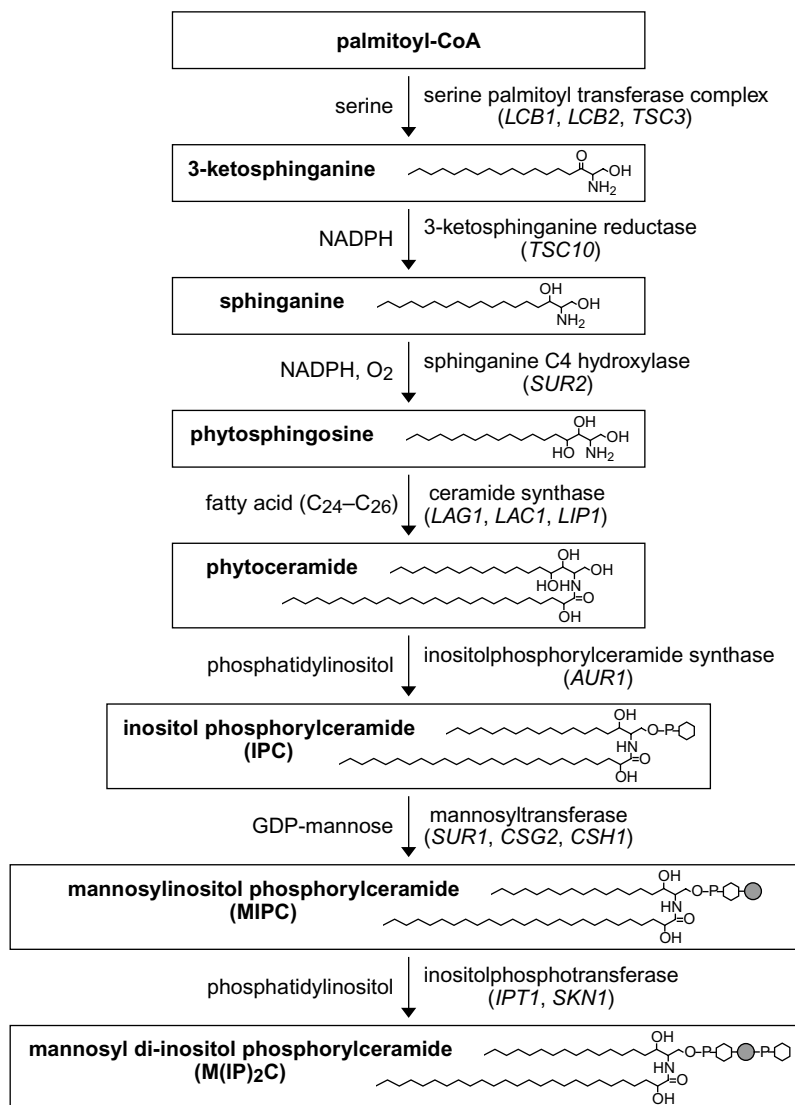 palmitoyl-CoA
serine
serine palmitoyl transferase complex
(LCB1, LCB2, TSC3)
3-ketosphinganine
O
OH
NH2
NADPH
3-ketosphinganine reductase
(TSC10)
sphinganine
OH
OH
NH2
NADPH, O2
sphinganine C4 hydroxylase
(SUR2)
phytosphingosine
OH
OH
HO NH2
fatty acid (C24–C26)
ceramide synthase
(LAG1, LAC1, LIP1)
phytoceramide
OH
OH
HOHN
O
OH
phosphatidylinositol
inositolphosphorylceramide synthase
(AUR1)
inositol phosphorylceramide
(IPC)
OH
O–P
HN
O
OH
GDP-mannose
mannosyltransferase
(SUR1, CSG2, CSH1)
mannosylinositol phosphorylceramide
(MIPC)
OH
O–P
HN
O
OH
phosphatidylinositol
inositolphosphotransferase
(IPT1, SKN1)
mannosyl di-inositol phosphorylceramide
(M(IP)2C)
OH
O–P P
HN
O
OH